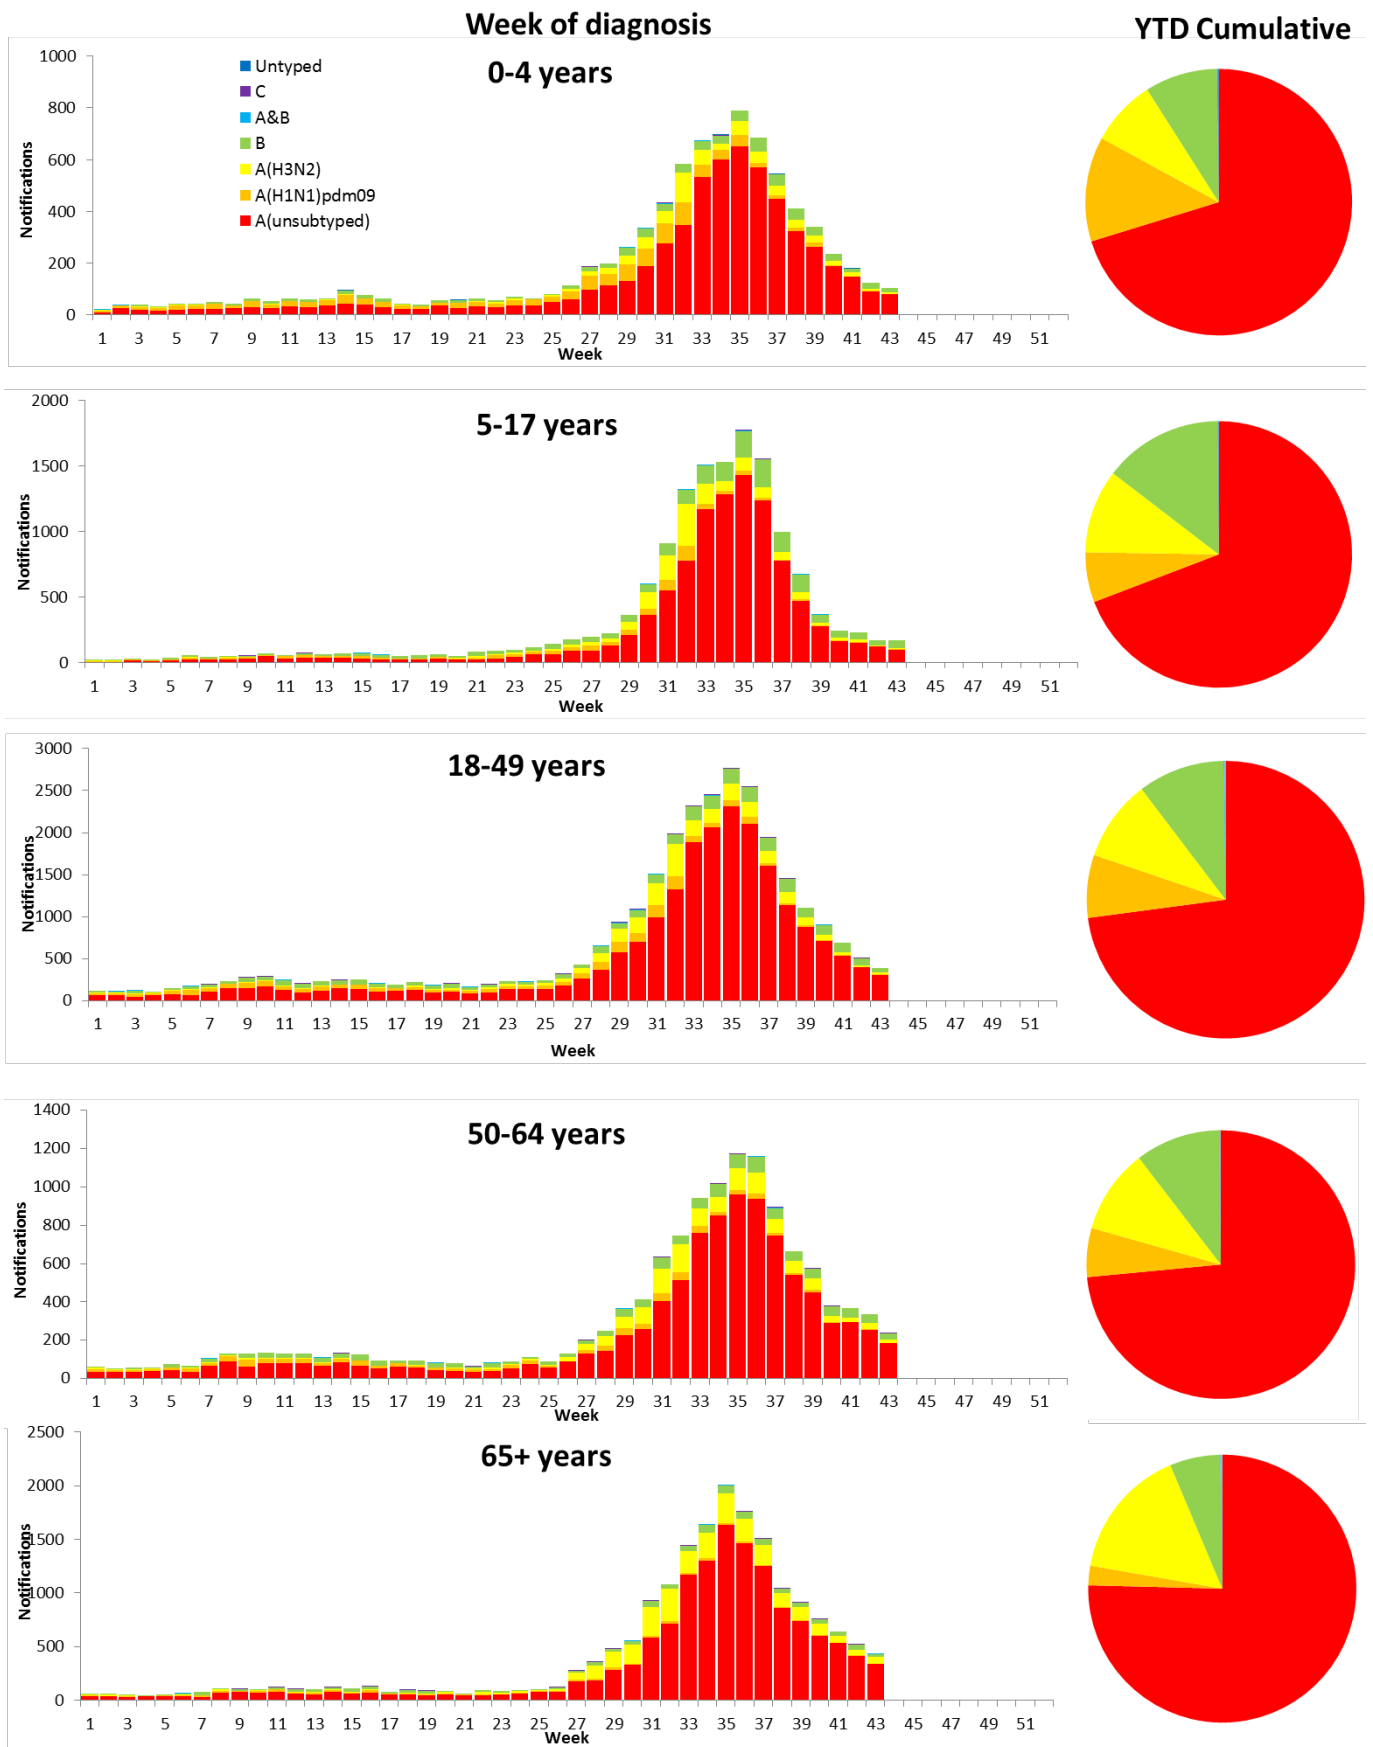 Week of diagnosis
YTD Cumulative
0-4 years
Untyped
C
A&B
B
A(H3N2)
A(H1N1)pdm09
A(unsubtyped)
Notifications
1000
800
600
400
200
0
1 3 5 7 9 11 13 15 17 19 21 23 25 27 29 31 33 35 37 39 41 43 45 47 49 51
Week
5-17 years
Notifications
2000
1500
1000
500
0
1 3 5 7 9 11 13 15 17 19 21 23 25 27 29 31 33 35 37 39 41 43 45 47 49 51
Week
18-49 years
Notifications
3000
2500
2000
1500
1000
500
0
1 3 5 7 9 11 13 15 17 19 21 23 25 27 29 31 33 35 37 39 41 43 45 47 49 51
Week
50-64 years
Notifications
1400
1200
1000
800
600
400
200
0
1 3 5 7 9 11 13 15 17 19 21 23 25 27 29 31 33 35 37 39 41 43 45 47 49 51
Week
65+ years
Notifications
2500
2000
1500
1000
500
0
1 3 5 7 9 11 13 15 17 19 21 23 25 27 29 31 33 35 37 39 41 43 45 47 49 51
Week